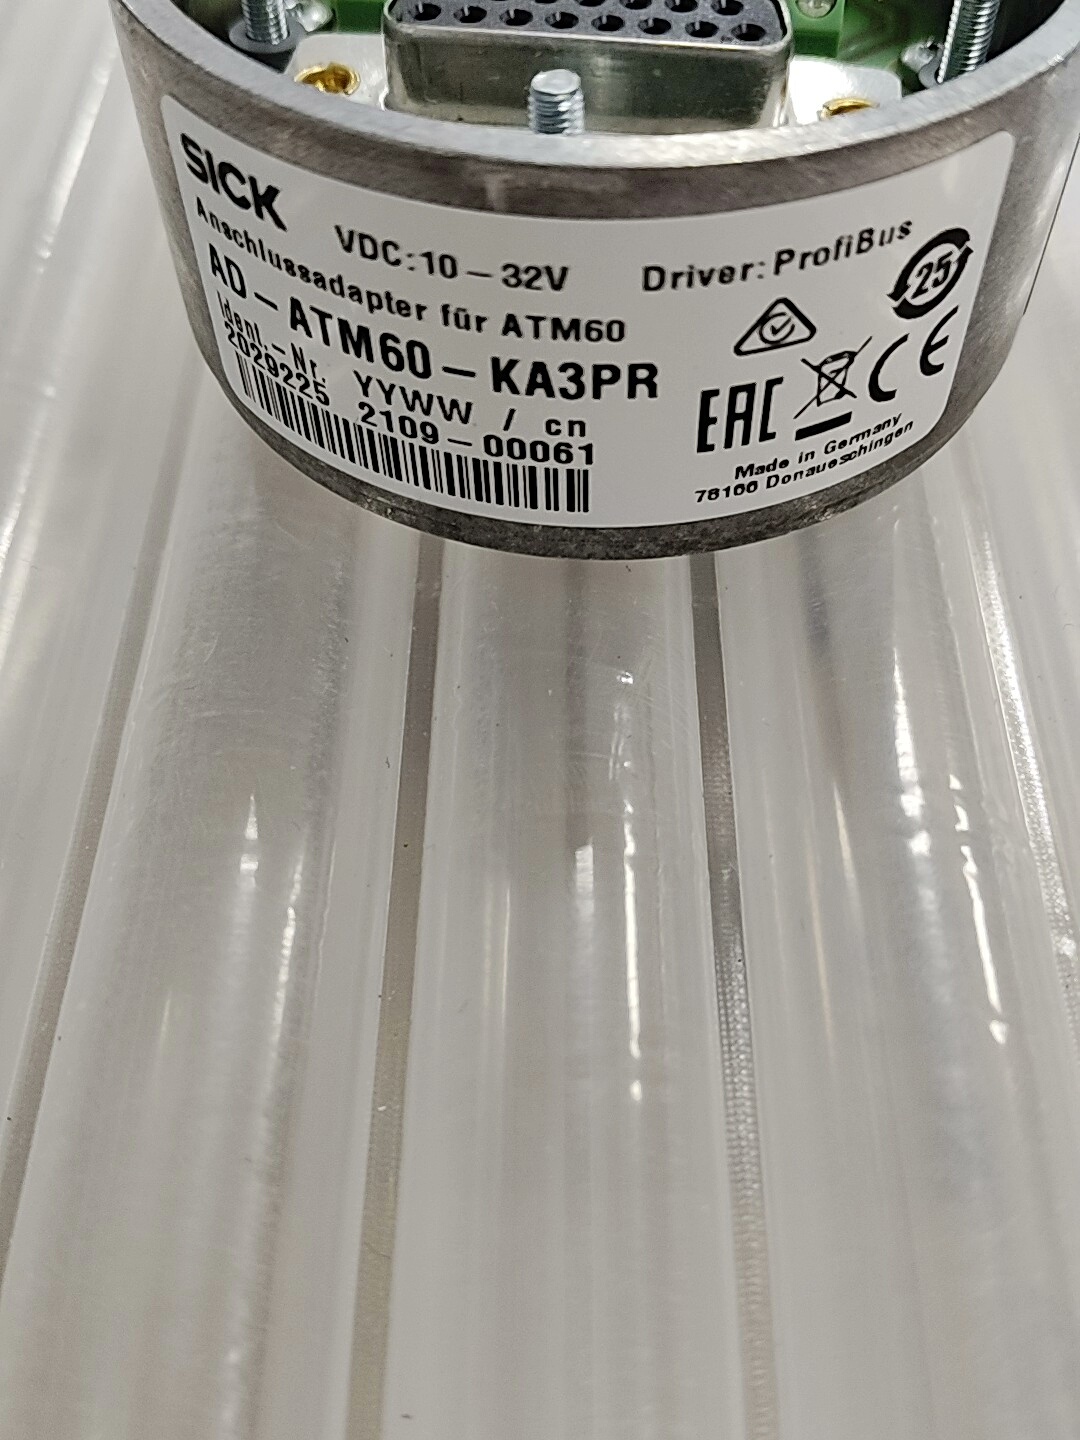 SICK
VDC:10-32V Driver:ProfiBus
Anschlussadapter für ATM60
AD-ATM60-KA3PR
Ident.-Nr. YYWW / cn
2029225 2109-00061
25
EAC CE
Made in Germany
78166 Donaueschingen